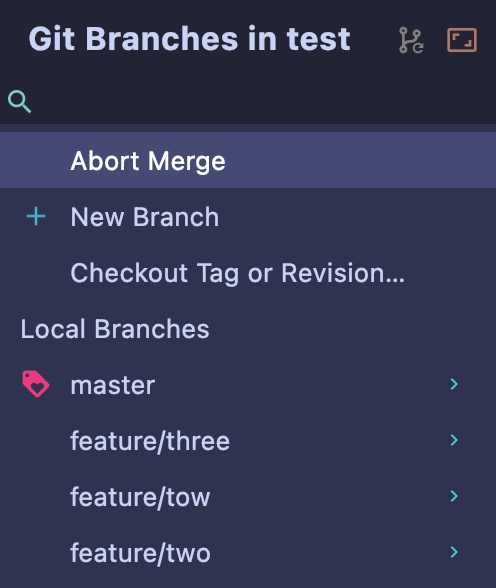 Git Branches in test
Abort Merge
New Branch
Checkout Tag or Revision...
Local Branches
master
feature/three
feature/tow
feature/two